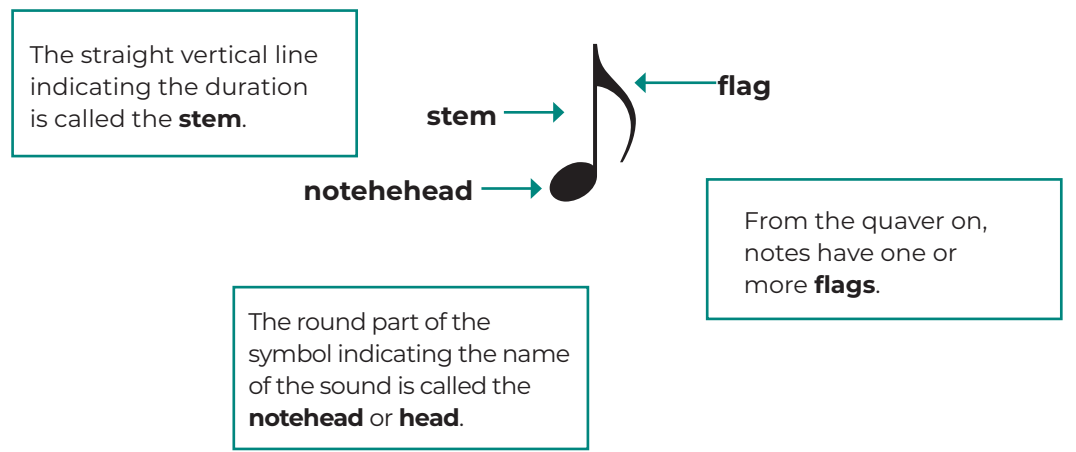 The straight vertical line
indicating the duration
is called the stem.
flag
stem
notehehead
From the quaver on,
notes have one or
more flags.
The round part of the
symbol indicating the name
of the sound is called the
notehead or head.